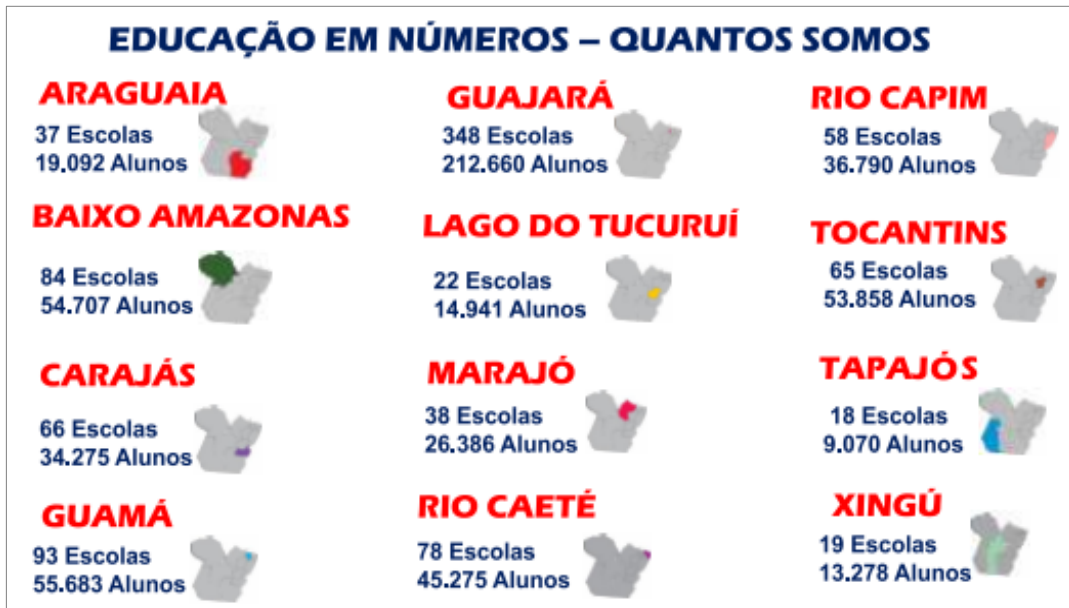 EDUCAÇÃO EM NÚMEROS – QUANTOS SOMOS
ARAGUAIA
37 Escolas
19.092 Alunos
GUAJARÁ
348 Escolas
212.660 Alunos
RIO CAPIM
58 Escolas
36.790 Alunos
BAIXO AMAZONAS
84 Escolas
54.707 Alunos
LAGO DO TUCURUÍ
22 Escolas
14.941 Alunos
TOCANTINS
65 Escolas
53.858 Alunos
CARAJÁS
66 Escolas
34.275 Alunos
MARAJÓ
38 Escolas
26.386 Alunos
TAPAJÓS
18 Escolas
9.070 Alunos
GUAMÁ
93 Escolas
55.683 Alunos
RIO CAETÉ
78 Escolas
45.275 Alunos
XINGÚ
19 Escolas
13.278 Alunos